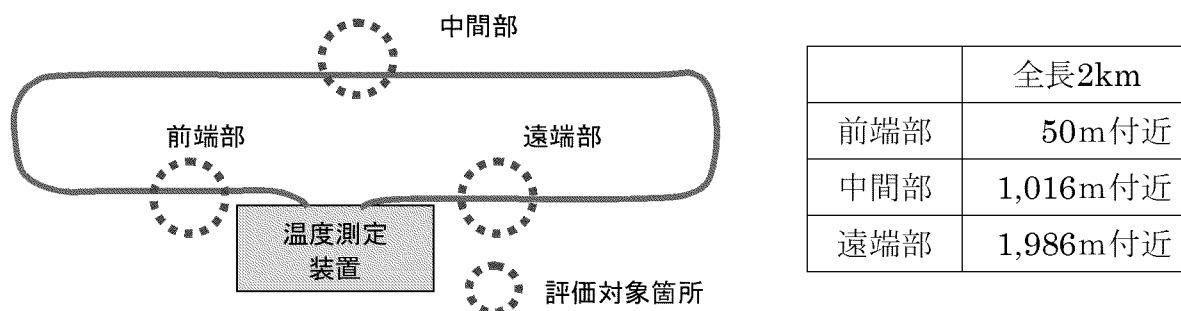 中間部
前端部
遠端部
温度測定
装置
評価対象箇所
全長2km
前端部 50m付近
中間部 1,016m付近
遠端部 1,986m付近